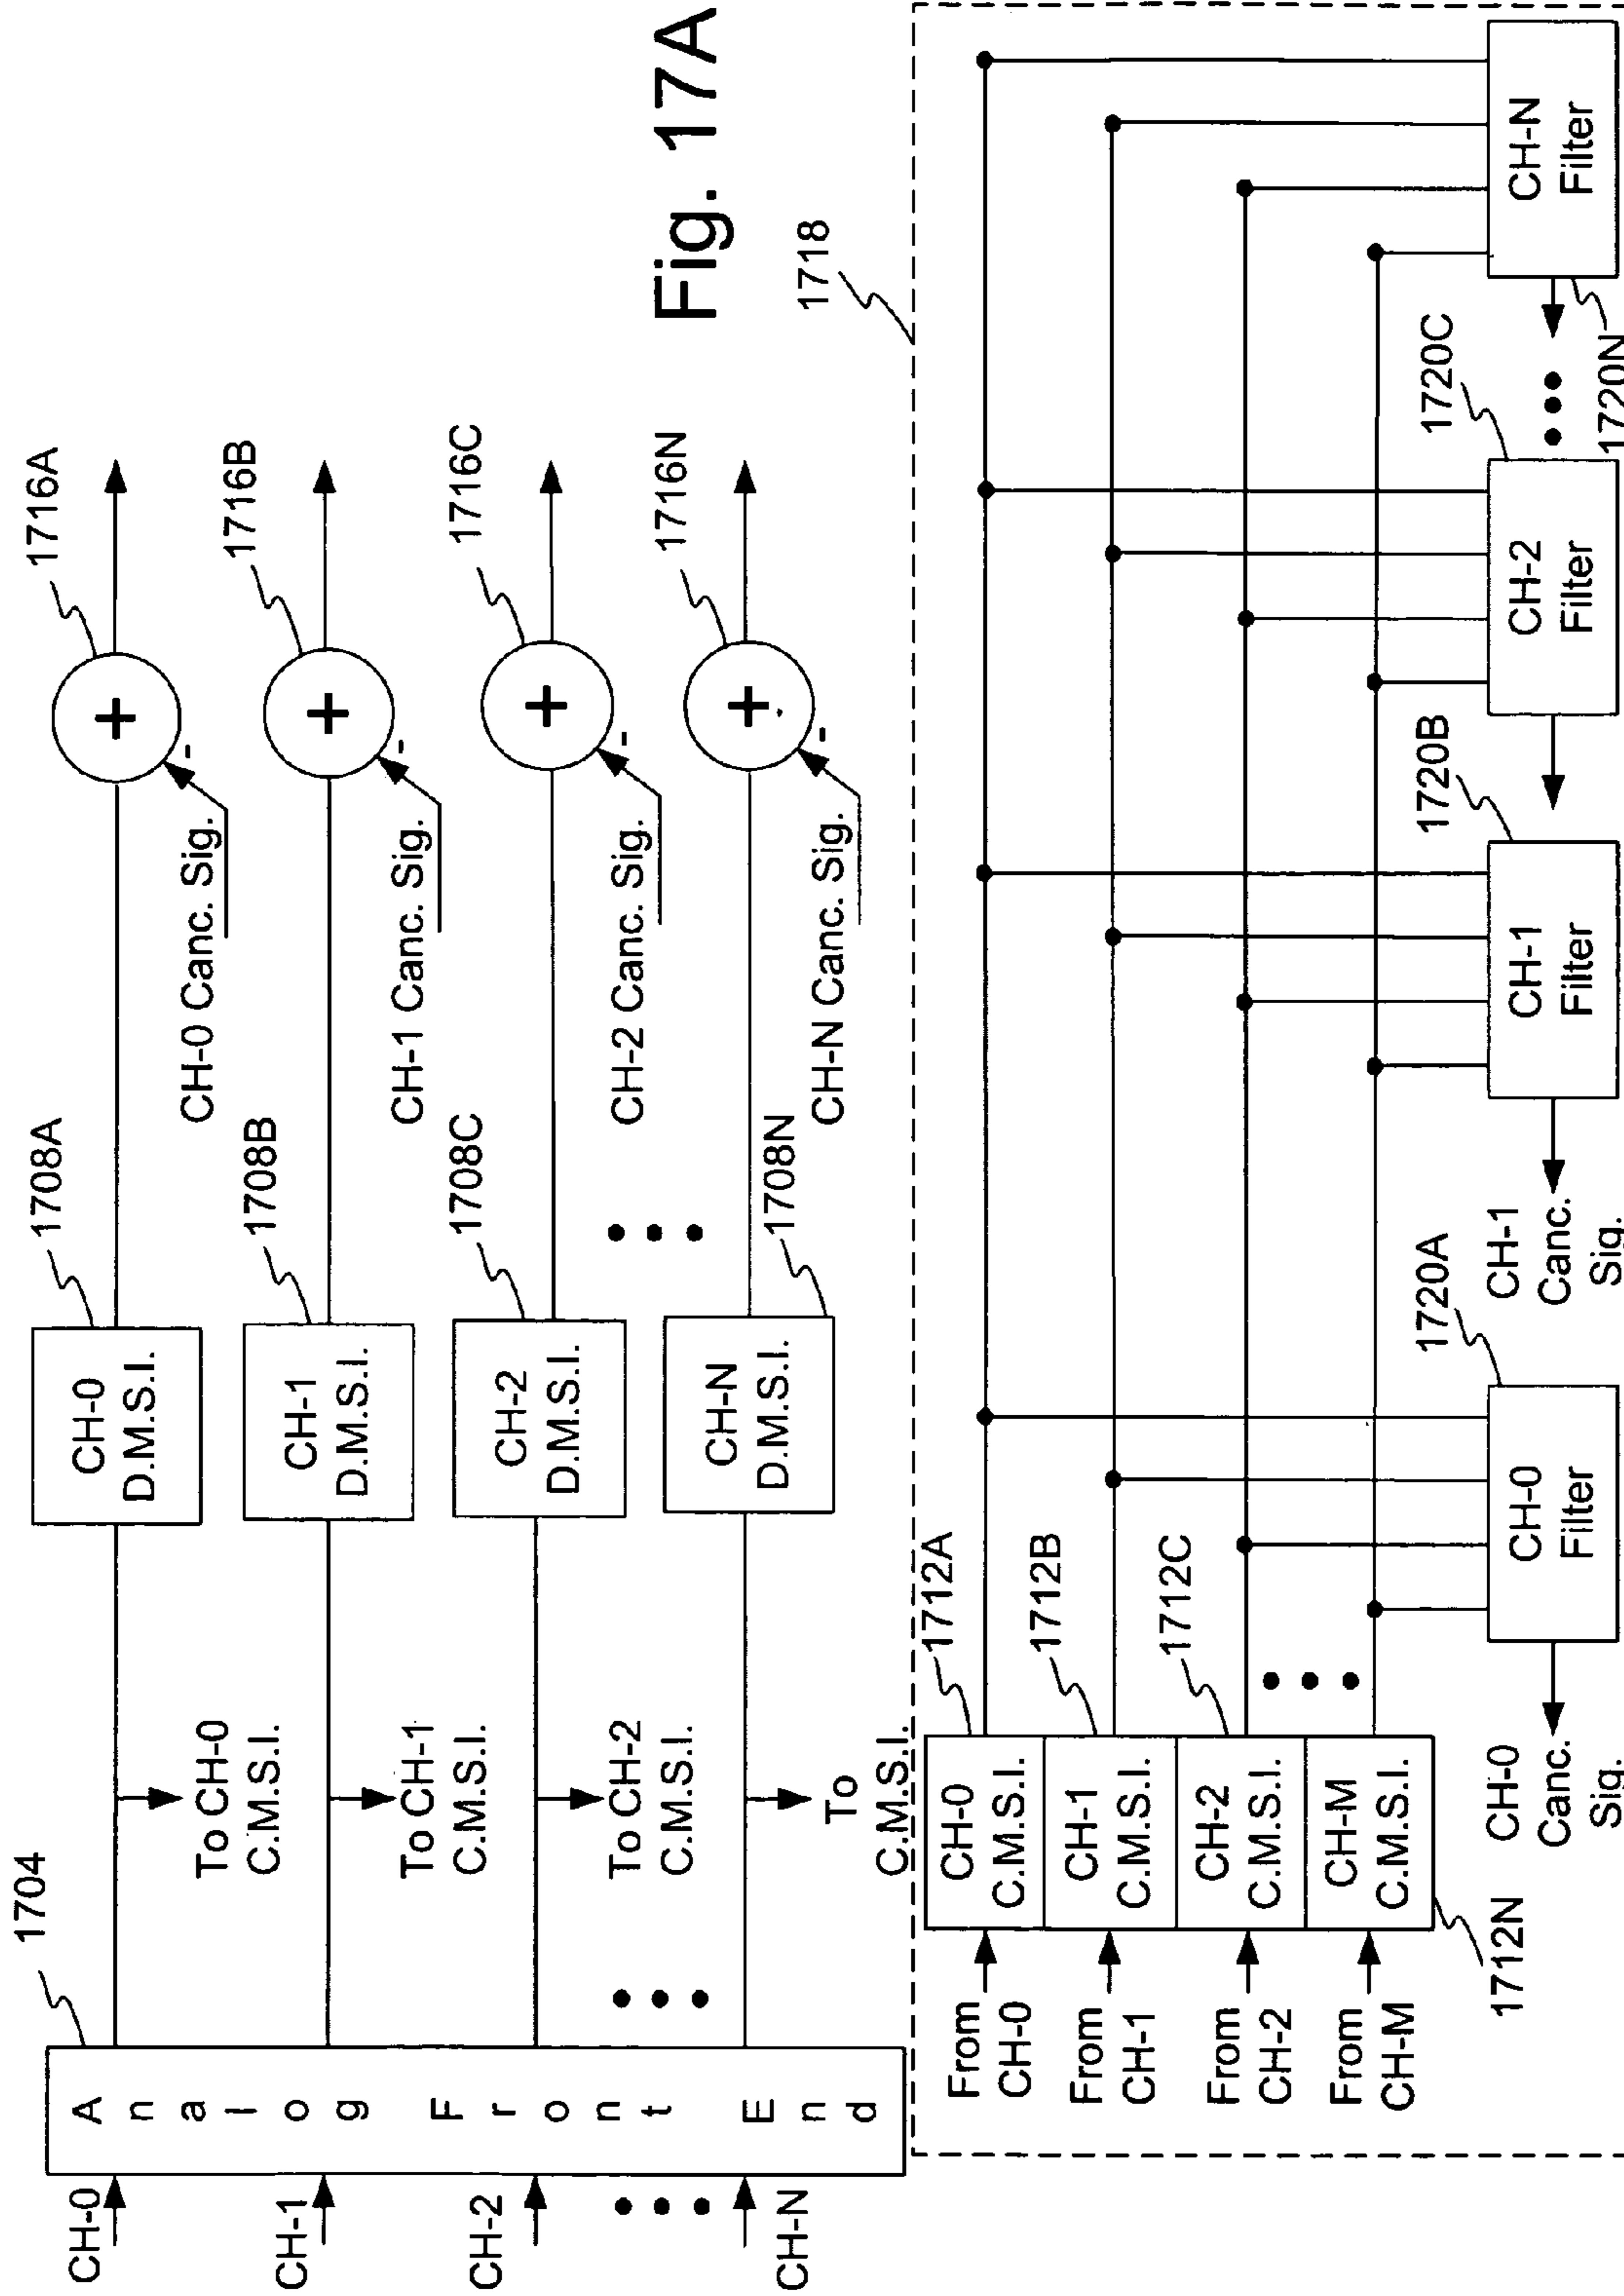 Fig. 17A
1704
Analog Front End
CH-0
CH-1
CH-2
CH-N
To CH-0
C.M.S.I.
To CH-1
C.M.S.I.
To CH-2
C.M.S.I.
To
C.M.S.I.
1708A
CH-0
D.M.S.I.
1708B
CH-1
D.M.S.I.
1708C
CH-2
D.M.S.I.
1708N
CH-N
D.M.S.I.
1716A
+
-
CH-0 Canc. Sig.
1716B
+
-
CH-1 Canc. Sig.
1716C
+
-
CH-2 Canc. Sig.
1716N
+
-
CH-N Canc. Sig.
1718
From
CH-0
From
CH-1
From
CH-2
From
CH-M
1712A
CH-0
C.M.S.I.
1712B
CH-1
C.M.S.I.
1712C
CH-2
C.M.S.I.
1712N
CH-M
C.M.S.I.
1720A
CH-0
Filter
CH-0
Canc.
Sig.
1720B
CH-1
Filter
CH-1
Canc.
Sig.
1720C
CH-2
Filter
1720N
CH-N
Filter